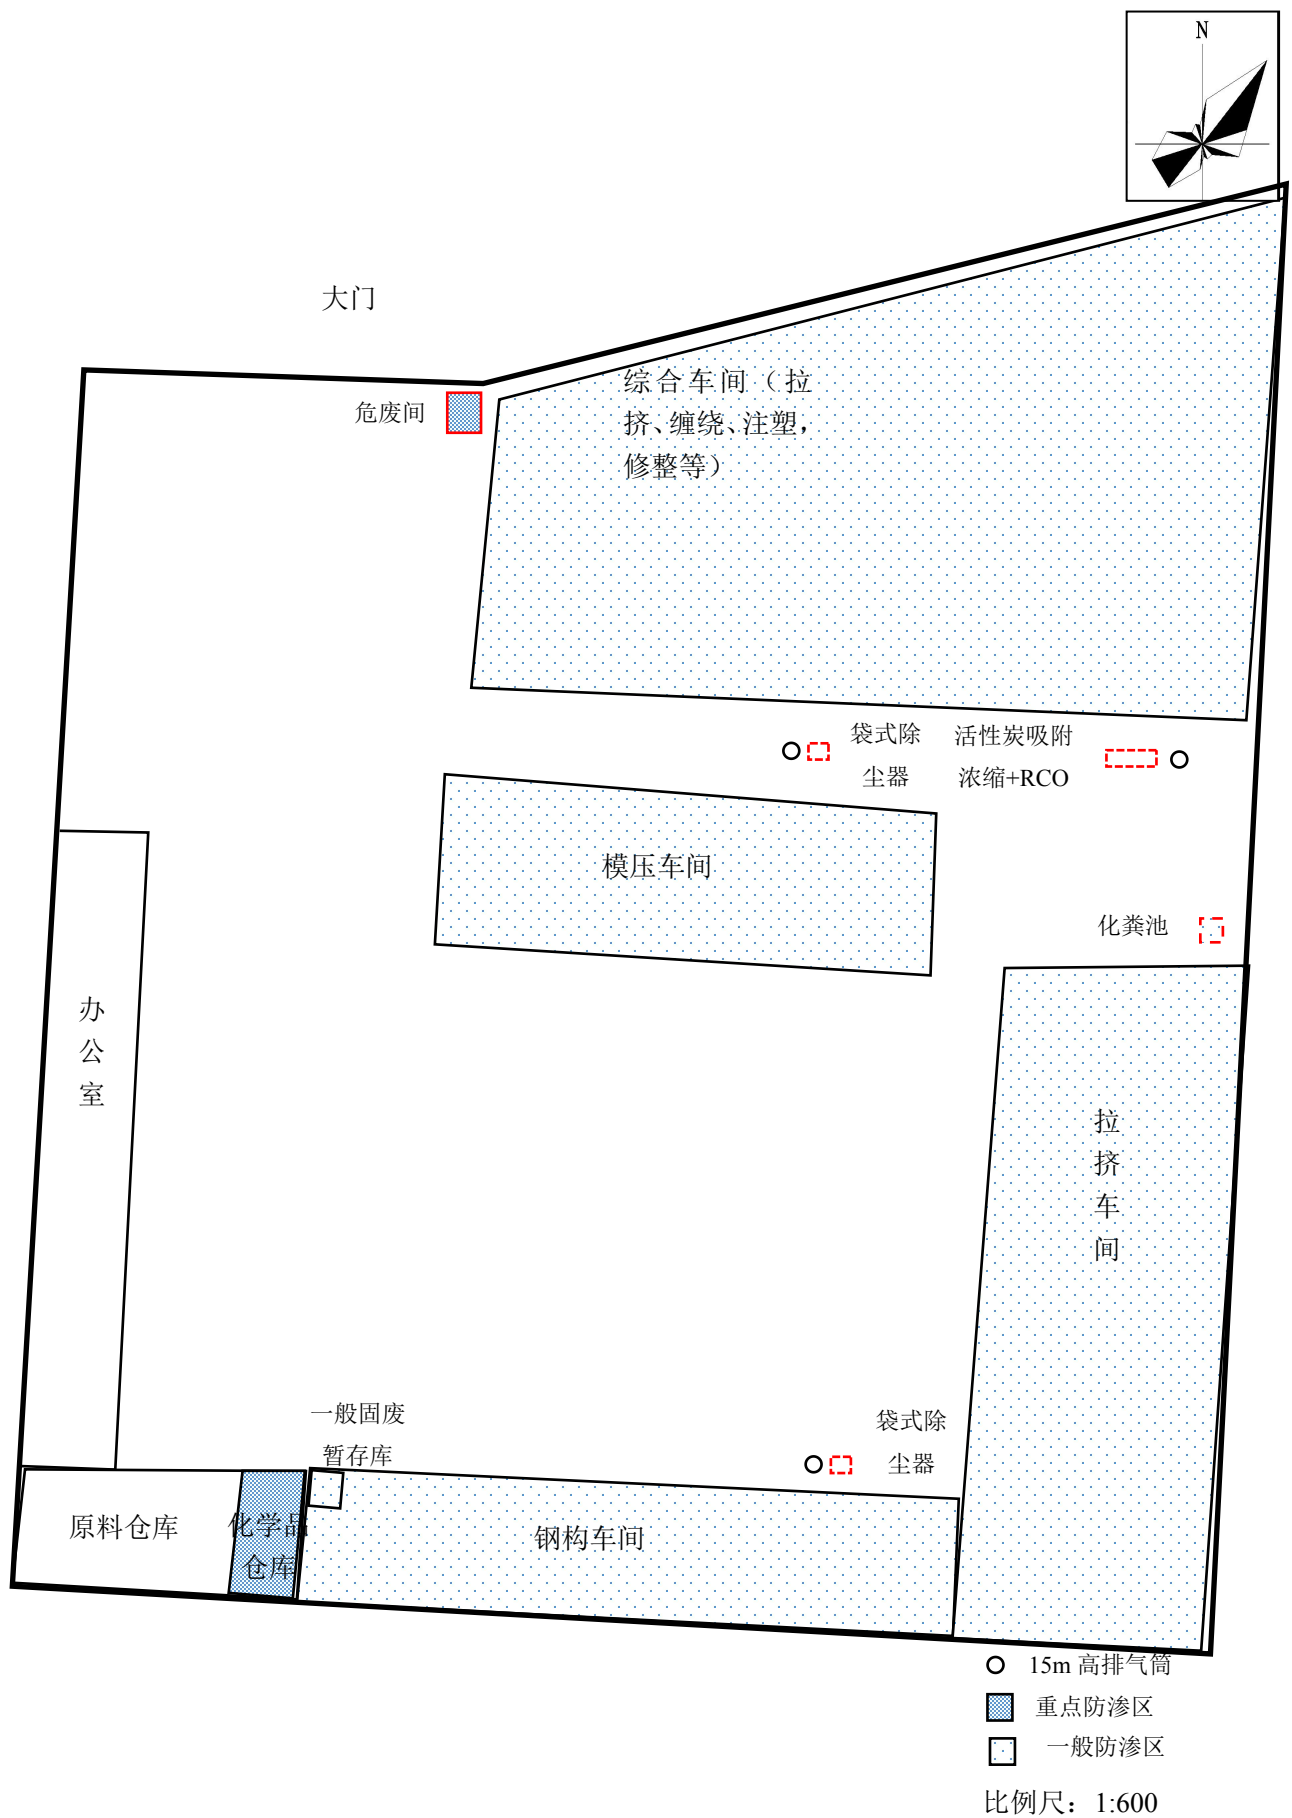 N
大门
危废间
综合车间（拉
挤、缠绕、注塑，
修整等）
袋式除
尘器
活性炭吸附
浓缩+RCO
模压车间
化粪池
办
公
室
拉
挤
车
间
一般固废
暂存库
袋式除
尘器
原料仓库
化学品
仓库
钢构车间
15m 高排气筒
重点防渗区
一般防渗区
比例尺：1:600